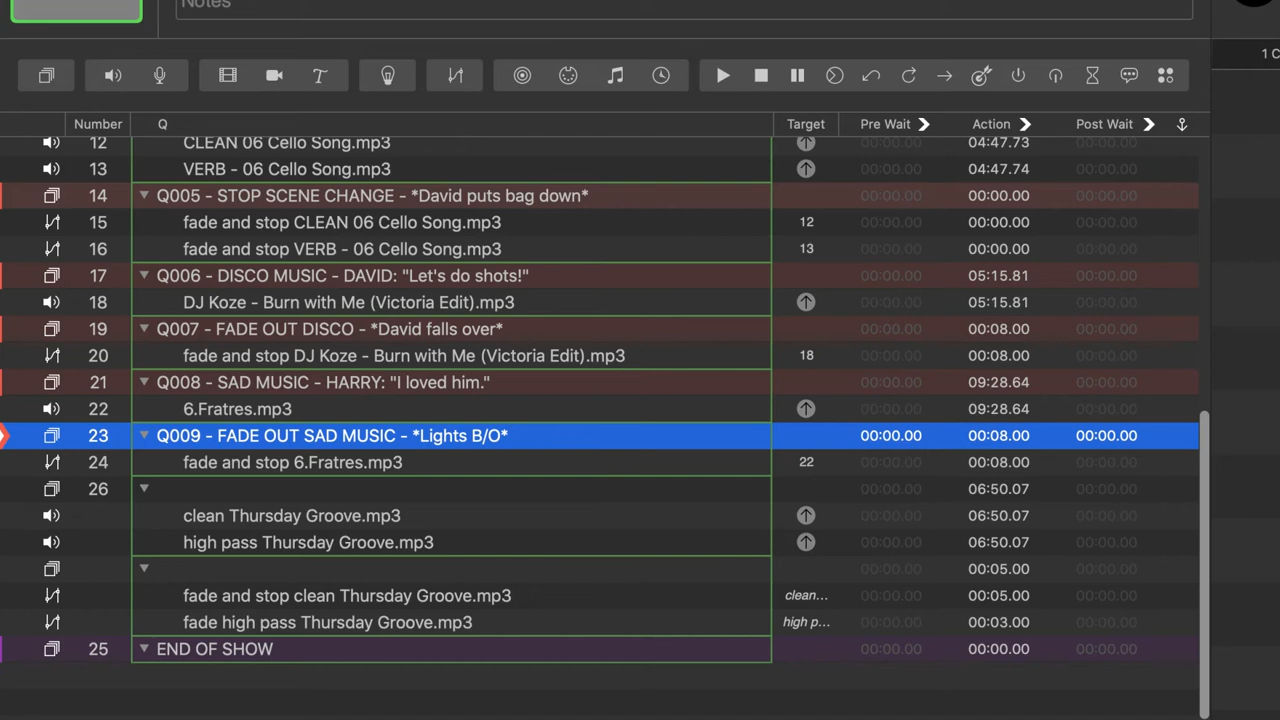 Notes
1 C
Number Q Target Pre Wait Action Post Wait
12 CLEAN 06 Cello Song.mp3 00:00.00 04:47.73 00:00.00
13 VERB - 06 Cello Song.mp3 00:00.00 04:47.74 00:00.00
14 Q005 - STOP SCENE CHANGE - *David puts bag down* 00:00.00 00:00.00 00:00.00
15 fade and stop CLEAN 06 Cello Song.mp3 12 00:00.00 00:00.00 00:00.00
16 fade and stop VERB - 06 Cello Song.mp3 13 00:00.00 00:00.00 00:00.00
17 Q006 - DISCO MUSIC - DAVID: "Let's do shots!" 00:00.00 05:15.81 00:00.00
18 DJ Koze - Burn with Me (Victoria Edit).mp3 00:00.00 05:15.81 00:00.00
19 Q007 - FADE OUT DISCO - *David falls over* 00:00.00 00:08.00 00:00.00
20 fade and stop DJ Koze - Burn with Me (Victoria Edit).mp3 18 00:00.00 00:08.00 00:00.00
21 Q008 - SAD MUSIC - HARRY: "I loved him." 00:00.00 09:28.64 00:00.00
22 6.Fratres.mp3 00:00.00 09:28.64 00:00.00
23 Q009 - FADE OUT SAD MUSIC - *Lights B/O* 00:00.00 00:08.00 00:00.00
24 fade and stop 6.Fratres.mp3 22 00:00.00 00:08.00 00:00.00
26 00:00.00 06:50.07 00:00.00
clean Thursday Groove.mp3 00:00.00 06:50.07 00:00.00
high pass Thursday Groove.mp3 00:00.00 06:50.07 00:00.00
00:00.00 00:05.00 00:00.00
fade and stop clean Thursday Groove.mp3 clean... 00:00.00 00:05.00 00:00.00
fade high pass Thursday Groove.mp3 high p... 00:00.00 00:03.00 00:00.00
25 END OF SHOW 00:00.00 00:00.00 00:00.00